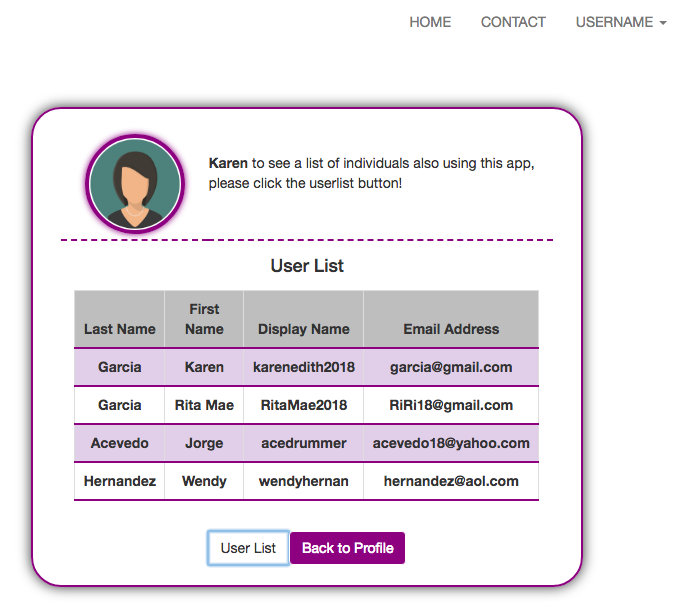 HOME CONTACT USERNAME
Karen to see a list of individuals also using this app,
please click the userlist button!
User List
Last Name First Name Display Name Email Address
Garcia Karen karenedith2018 garcia@gmail.com
Garcia Rita Mae RitaMae2018 RiRi18@gmail.com
Acevedo Jorge acedrummer acevedo18@yahoo.com
Hernandez Wendy wendyhernan hernandez@aol.com
User List Back to Profile